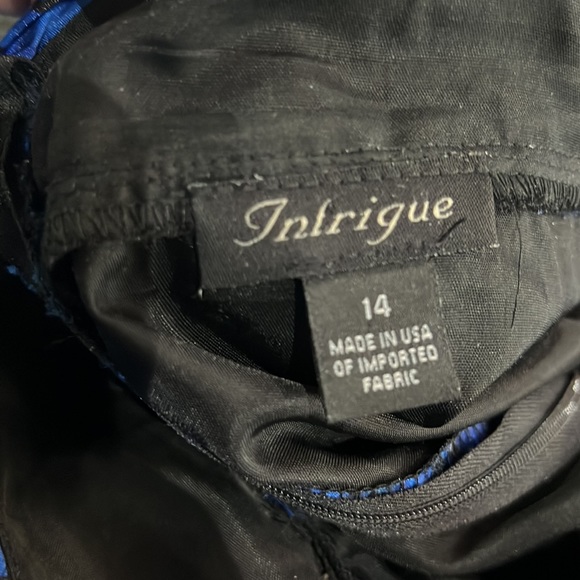 Intrigue
14
MADE IN USA
OF IMPORTED
FABRIC